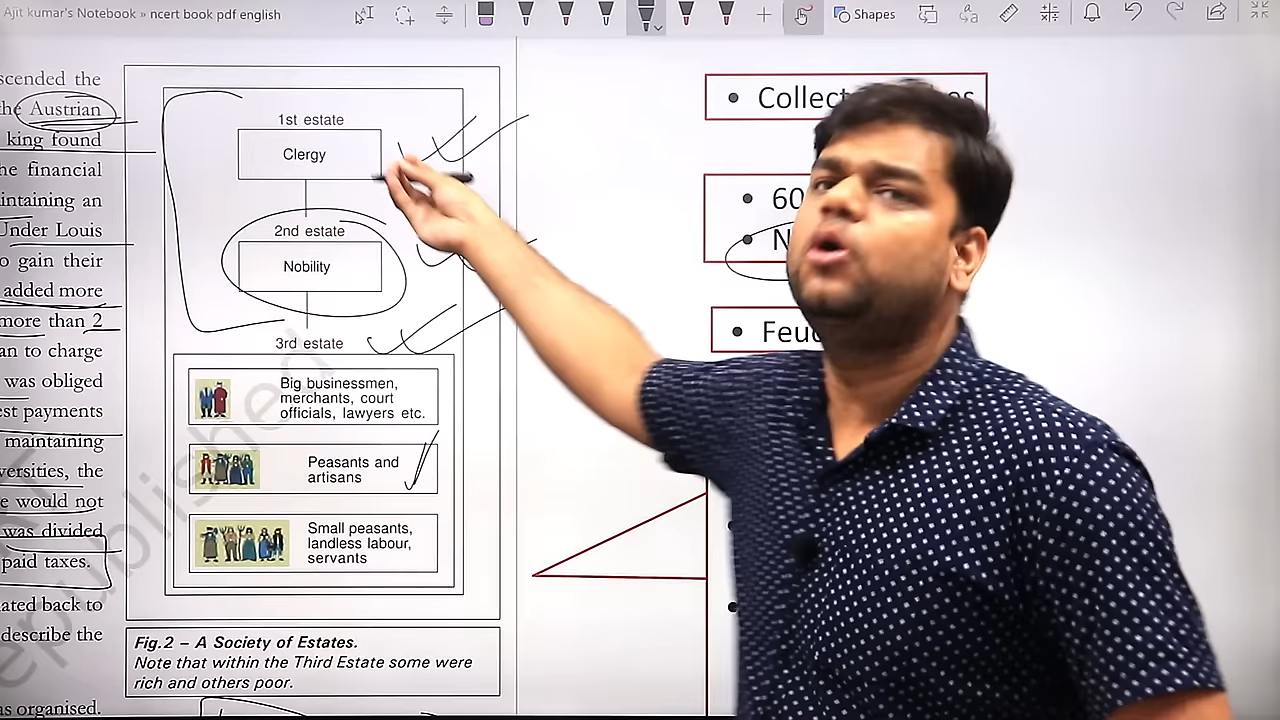 Ajit kumar's Notebook » ncert book pdf english
Shapes
scended the
the Austrian
king found
he financial
intaining an
Under Louis
o gain their
added more
more than 2
an to charge
was obliged
est payments
maintaining
versities, the
e would not
was divided
paid taxes.
ated back to
describe the
as organised.
1st estate
Clergy
2nd estate
Nobility
3rd estate
Big businessmen,
merchants, court
officials, lawyers etc.
Peasants and
artisans
Small peasants,
landless labour,
servants
Fig.2 – A Society of Estates.
Note that within the Third Estate some were
rich and others poor.
epublished
• Collect
• 60
• N
• Feu